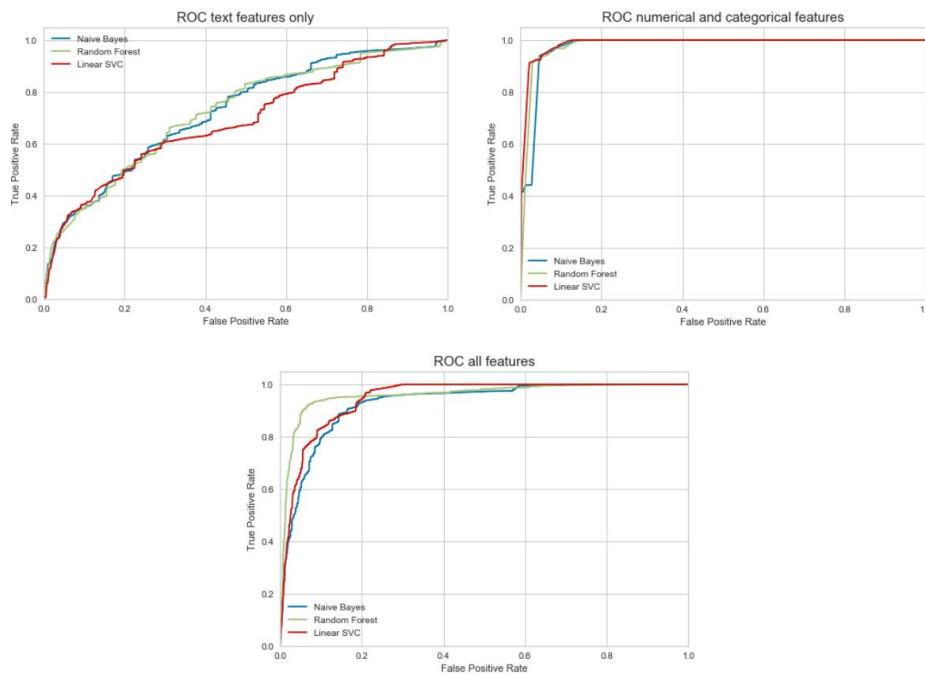 ROC text features only
Naive Bayes
Random Forest
Linear SVC
1.0
0.8
0.6
0.4
0.2
0.0
True Positive Rate
0.0 0.2 0.4 0.6 0.8 1.0
False Positive Rate
ROC numerical and categorical features
1.0
0.8
0.6
0.4
0.2
0.0
True Positive Rate
Naive Bayes
Random Forest
Linear SVC
0.0 0.2 0.4 0.6 0.8 1.0
False Positive Rate
ROC all features
1.0
0.8
0.6
0.4
0.2
0.0
True Positive Rate
Naive Bayes
Random Forest
Linear SVC
0.0 0.2 0.4 0.6 0.8 1.0
False Positive Rate